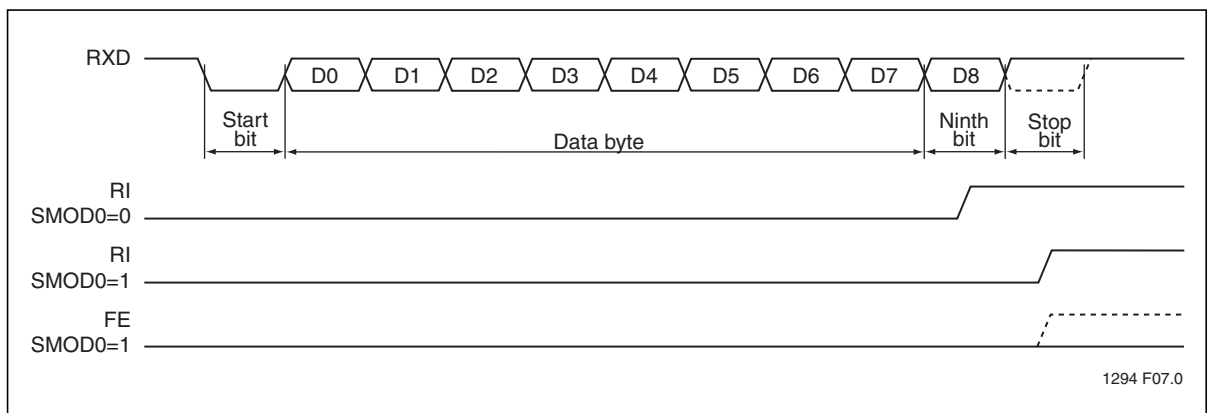 RXD
D0 D1 D2 D3 D4 D5 D6 D7 D8
Start
bit
Data byte
Ninth
bit
Stop
bit
RI
SMOD0=0
RI
SMOD0=1
FE
SMOD0=1
1294 F07.0